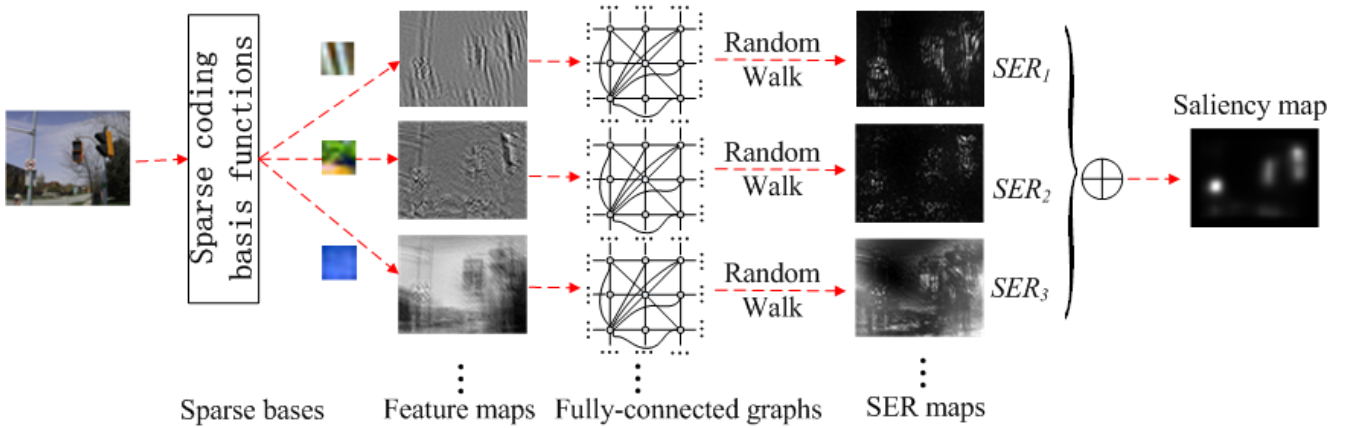 Sparse coding
basis functions
Random
Walk
SER1
Random
Walk
SER2
Random
Walk
SER3
Saliency map
Sparse bases
Feature maps
Fully-connected graphs
SER maps